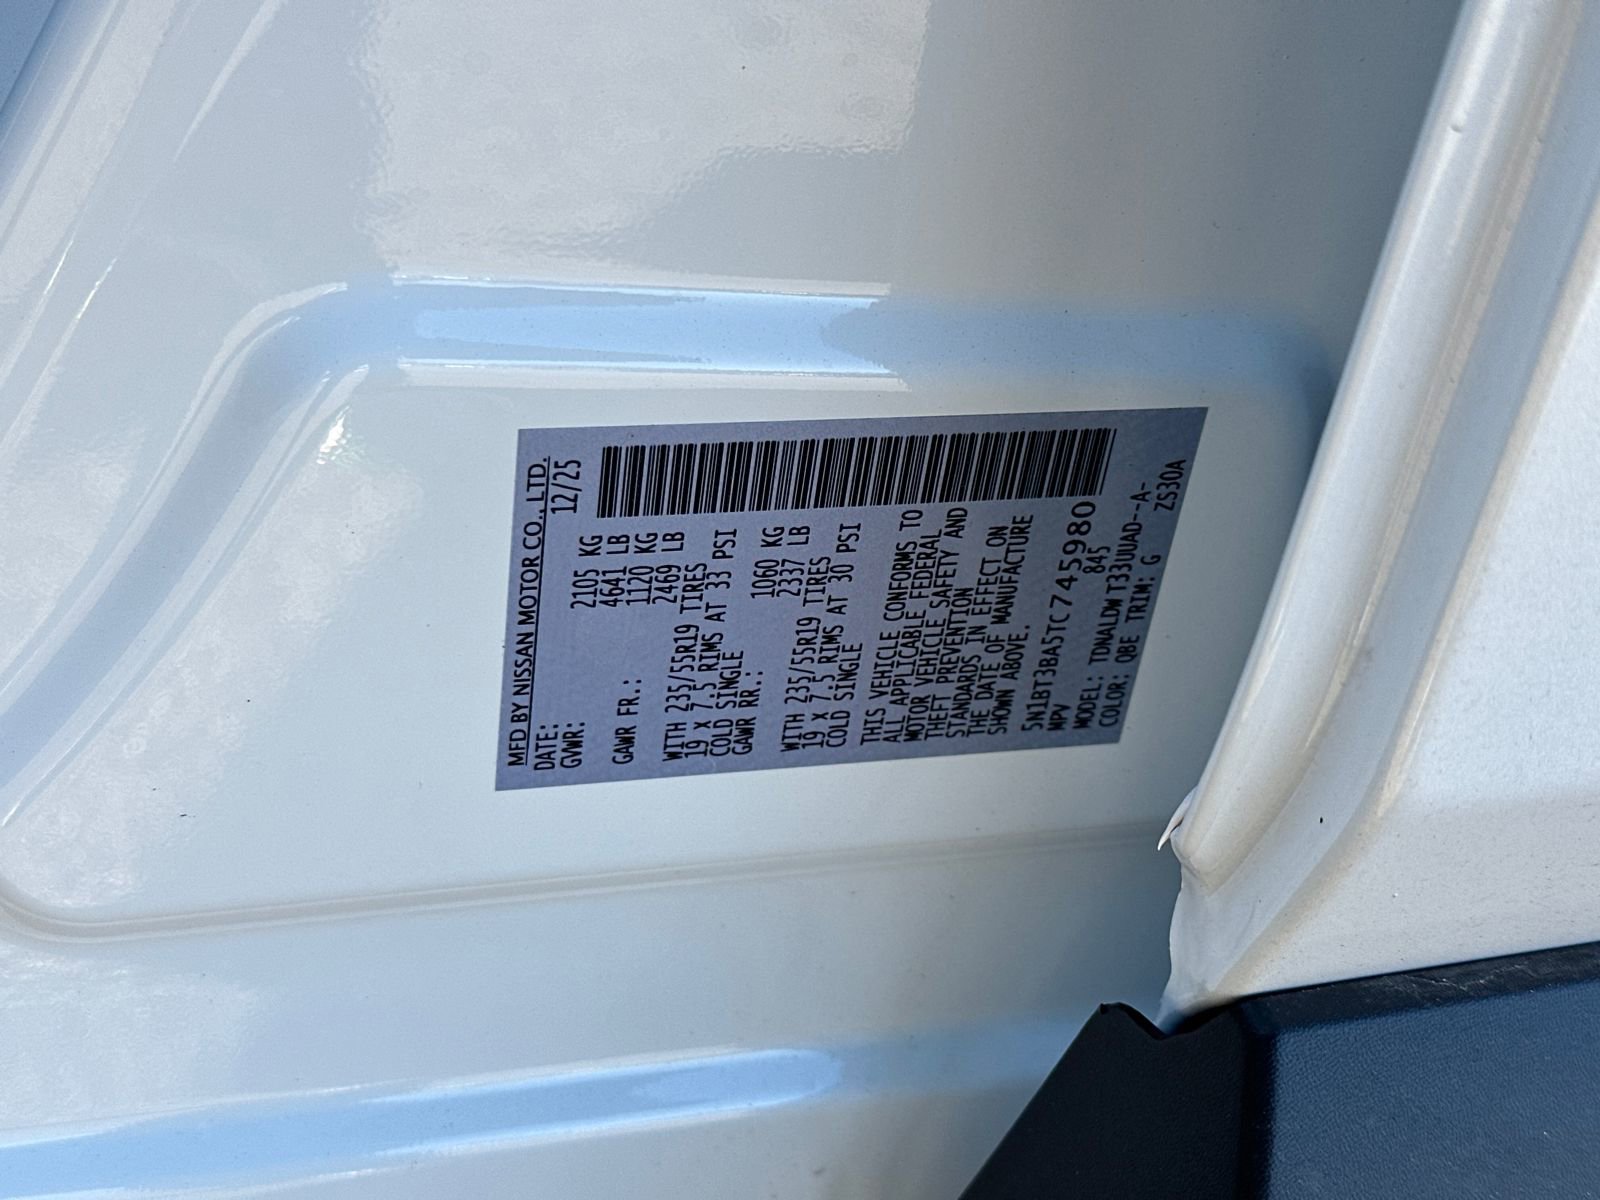 MFD BY NISSAN MOTOR CO., LTD.
DATE: 12/25
GVWR: 2105 KG
4641 LB
GAWR FR.: 1120 KG
2469 LB
WITH 235/55R19 TIRES
19 X 7.5 RIMS AT 33 PSI
COLD SINGLE
GAWR RR.: 1060 KG
2337 LB
WITH 235/55R19 TIRES
19 X 7.5 RIMS AT 30 PSI
COLD SINGLE
THIS VEHICLE CONFORMS TO
ALL APPLICABLE FEDERAL
MOTOR VEHICLE SAFETY AND
THEFT PREVENTION
STANDARDS IN EFFECT ON
THE DATE OF MANUFACTURE
SHOWN ABOVE.
5N1BT3BA5TC745980
MPV 845
MODEL: TDNALDW T33UUAD--A-
COLOR: QBE TRIM: G ZS30A